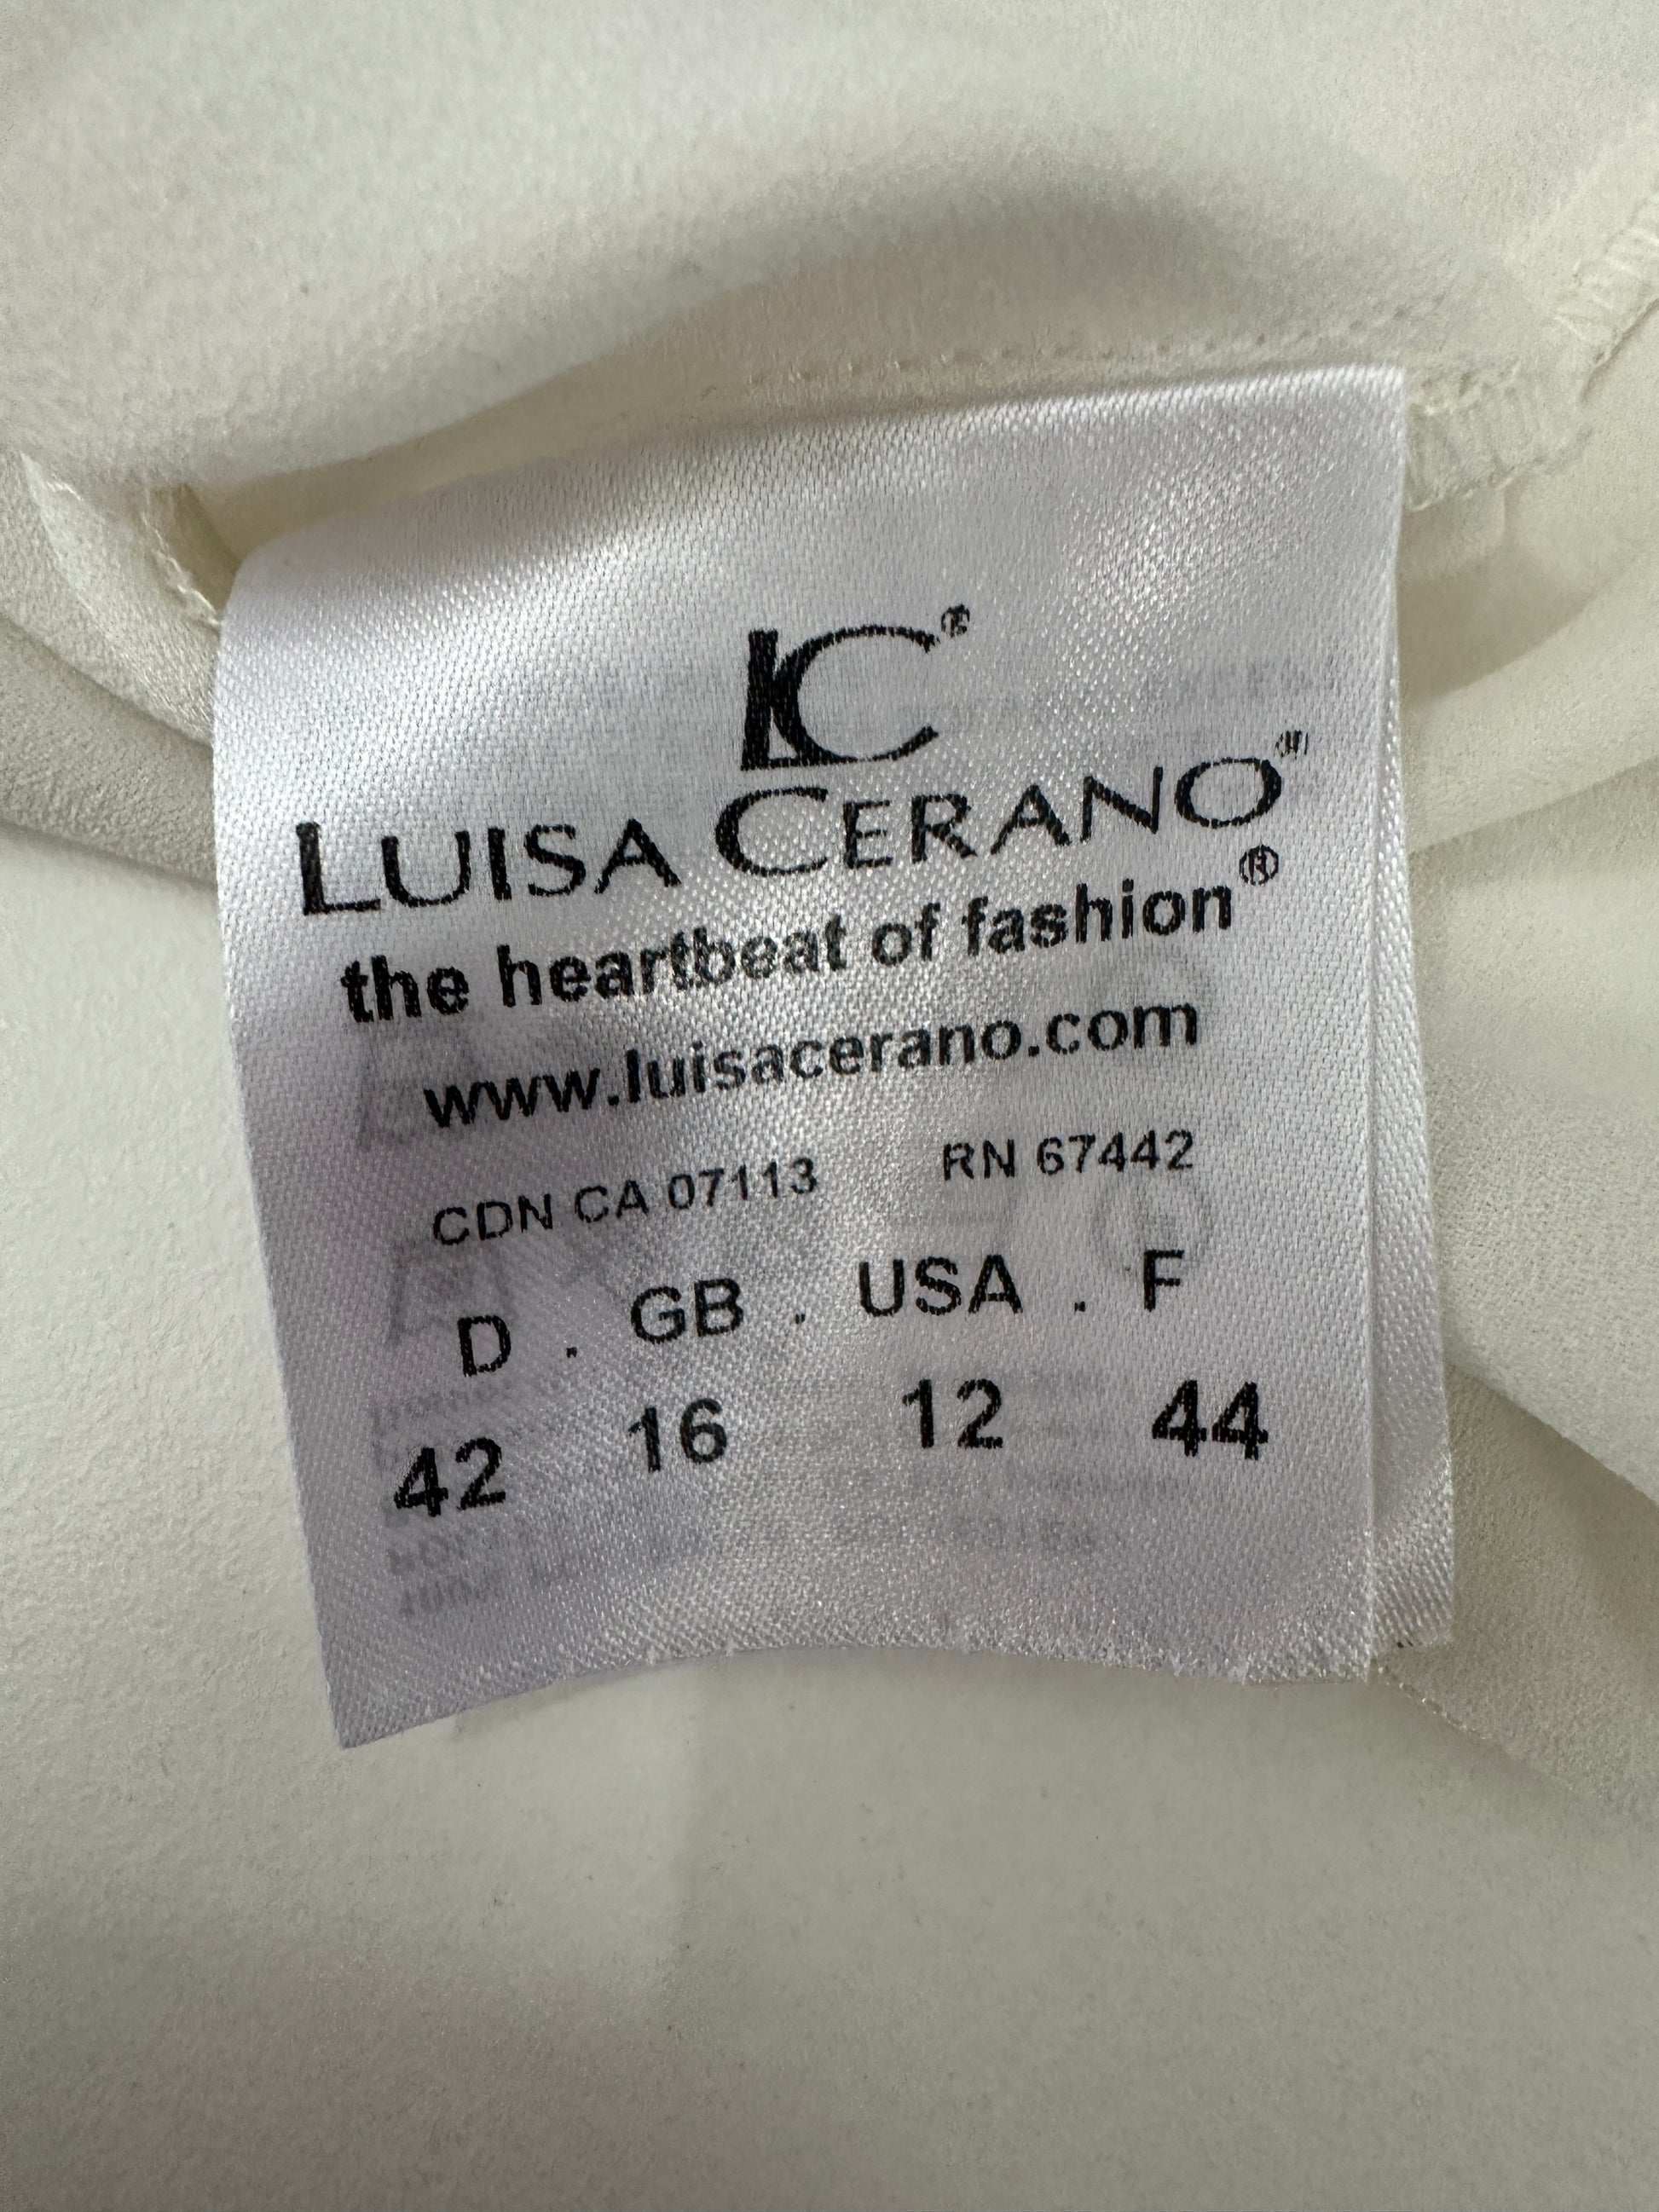 LC®
LUISA CERANO®
the heartbeat of fashion®
www.luisacerano.com
CDN CA 07113 RN 67442
D . GB . USA . F
42 16 12 44